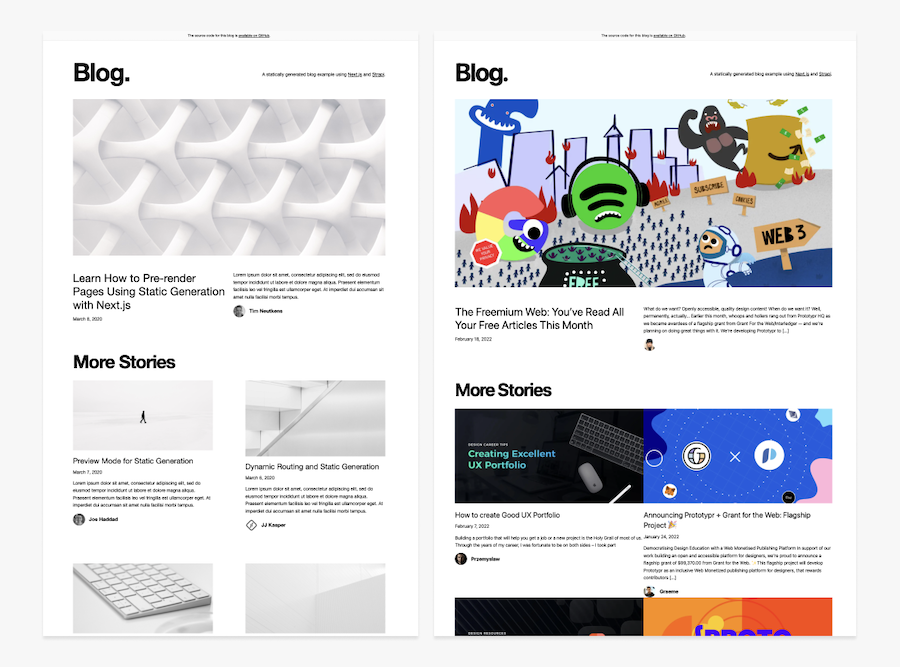 The source code for this blog is available on GitHub.
Blog.
A statically generated blog example using Next.js and Strapi.
Learn How to Pre-render
Pages Using Static Generation
with Next.js
March 8, 2020
Lorem ipsum dolor sit amet, consectetur adipiscing elit, sed do eiusmod
tempor incididunt ut labore et dolore magna aliqua. Praesent elementum
facilisis leo vel fringilla est ullamcorper eget. At imperdiet dui accumsan sit
amet nulla facilisi morbi tempus.
Tim Neutkens
More Stories
Preview Mode for Static Generation
March 7, 2020
Lorem ipsum dolor sit amet, consectetur adipiscing elit, sed do
eiusmod tempor incididunt ut labore et dolore magna aliqua.
Praesent elementum facilisis leo vel fringilla est ullamcorper eget. At
imperdiet dui accumsan sit amet nulla facilisi morbi tempus.
Joe Haddad
Dynamic Routing and Static Generation
March 6, 2020
Lorem ipsum dolor sit amet, consectetur adipiscing elit, sed do
eiusmod tempor incididunt ut labore et dolore magna aliqua.
Praesent elementum facilisis leo vel fringilla est ullamcorper eget. At
imperdiet dui accumsan sit amet nulla facilisi morbi tempus.
JJ Kasper
The source code for this blog is available on GitHub.
Blog.
A statically generated blog example using Next.js and Strapi.
WE VALUE
YOUR
PRIVACY
FREE
SUBSCRIBE
COOKIES
WEB 3
The Freemium Web: You've Read All
Your Free Articles This Month
February 18, 2022
What do we want? Openly accessible, quality design content! When do we want it? Well,
permanently, actually... Earlier this month, whoops and hollers rang out from Prototypr HQ as
we became awardees of a flagship grant from Grant For the Web/Interledger — and we're
planning on doing great things with it. We're developing Prototypr to [...]
More Stories
DESIGN CAREER TIPS
Creating Excellent
UX Portfolio
How to create Good UX Portfolio
February 7, 2022
Building a portfolio that will help you get a job or a new project is the Holy Grail of most of us.
Through the years of my career, I was fortunate to be on both sides – I took part
Przemysław
Announcing Prototypr + Grant for the Web: Flagship
Project 🎉
January 24, 2022
Democratising Design Education with a Web Monetized Publishing Platform in support of our
work building an open and accessible platform for designers, we're proud to announce a
flagship grant of $99,370.00 from Grant for the Web. ✨This flagship project will develop
Prototypr as an inclusive Web Monetized publishing platform for designers, that rewards
contributors [...]
Graeme
DESIGN RESOURCES
PROTO